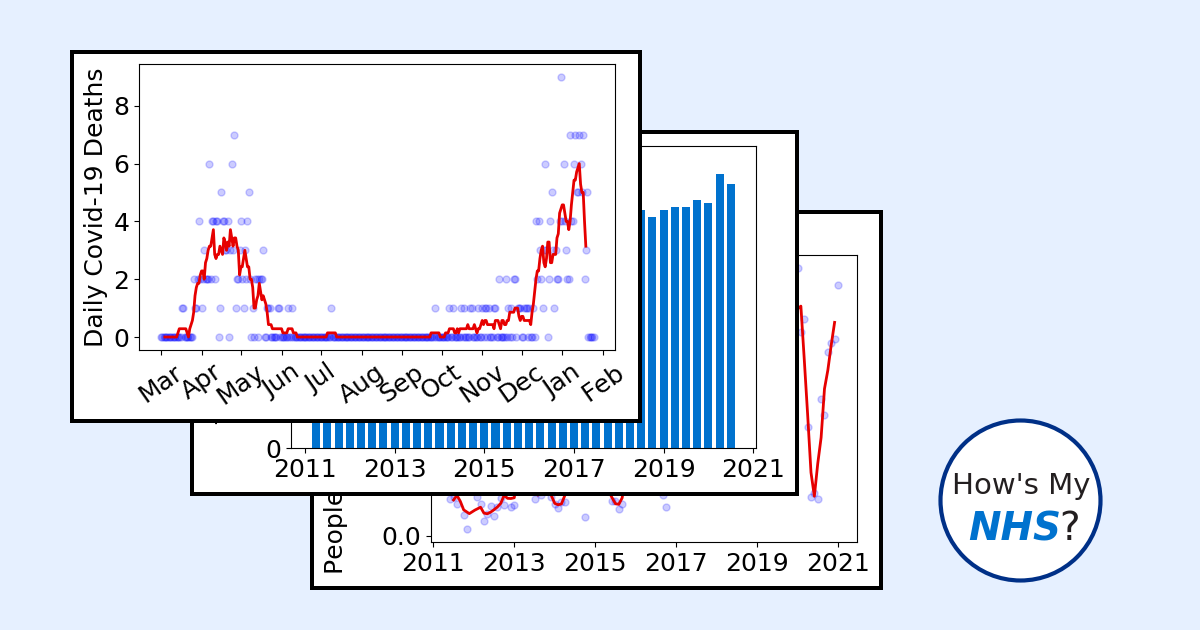 Daily Covid-19 Deaths
8
6
4
2
0
Mar Apr May Jun Jul Aug Sep Oct Nov Dec Jan Feb
0
2011 2013 2015 2017 2019 2021
People
0.0
2011 2013 2015 2017 2019 2021
How's My
NHS?